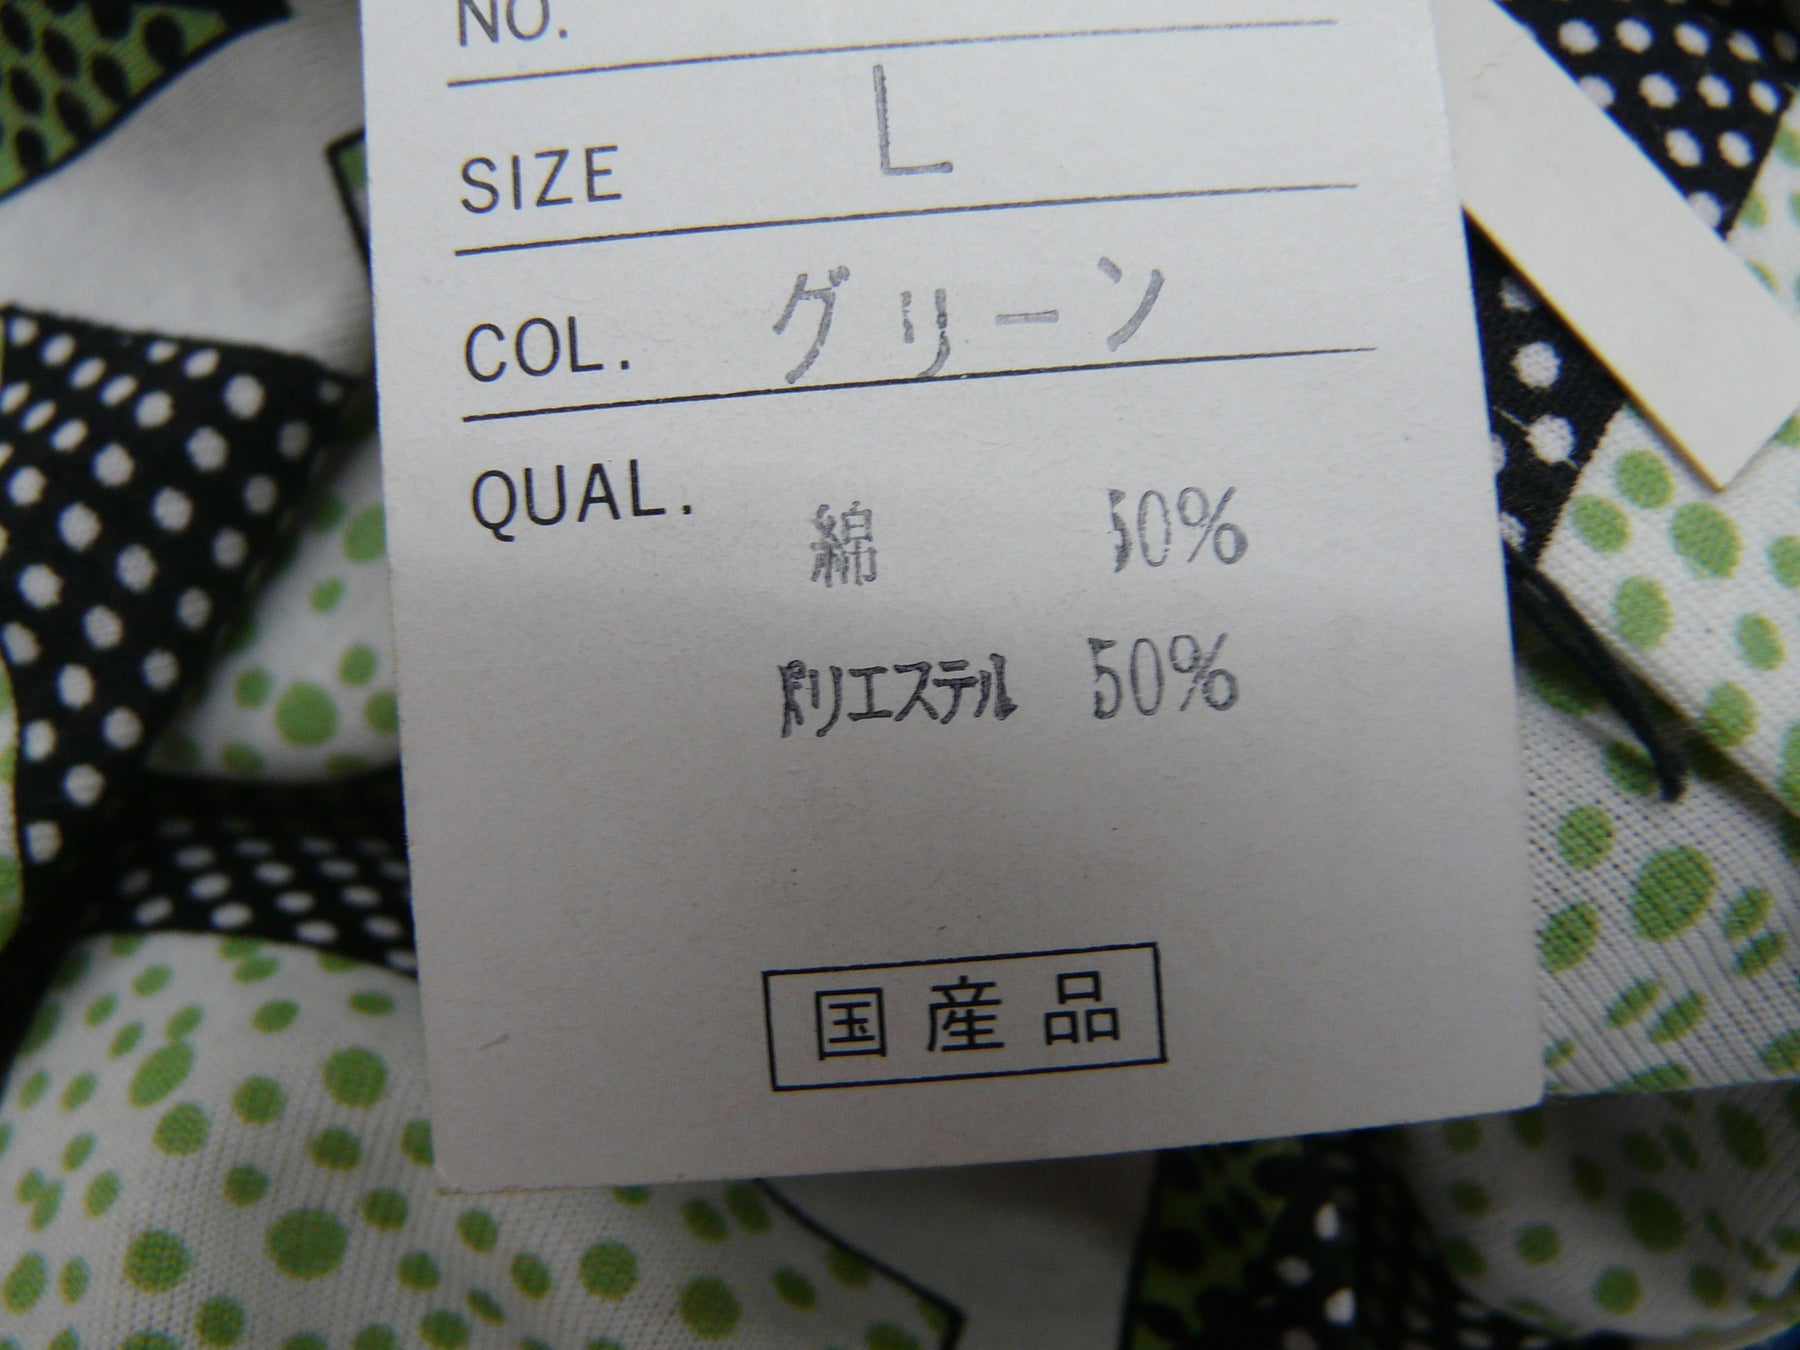 NO.
SIZE L
COL. グリーン
QUAL. 綿 50%
ポリエステル 50%
国産品